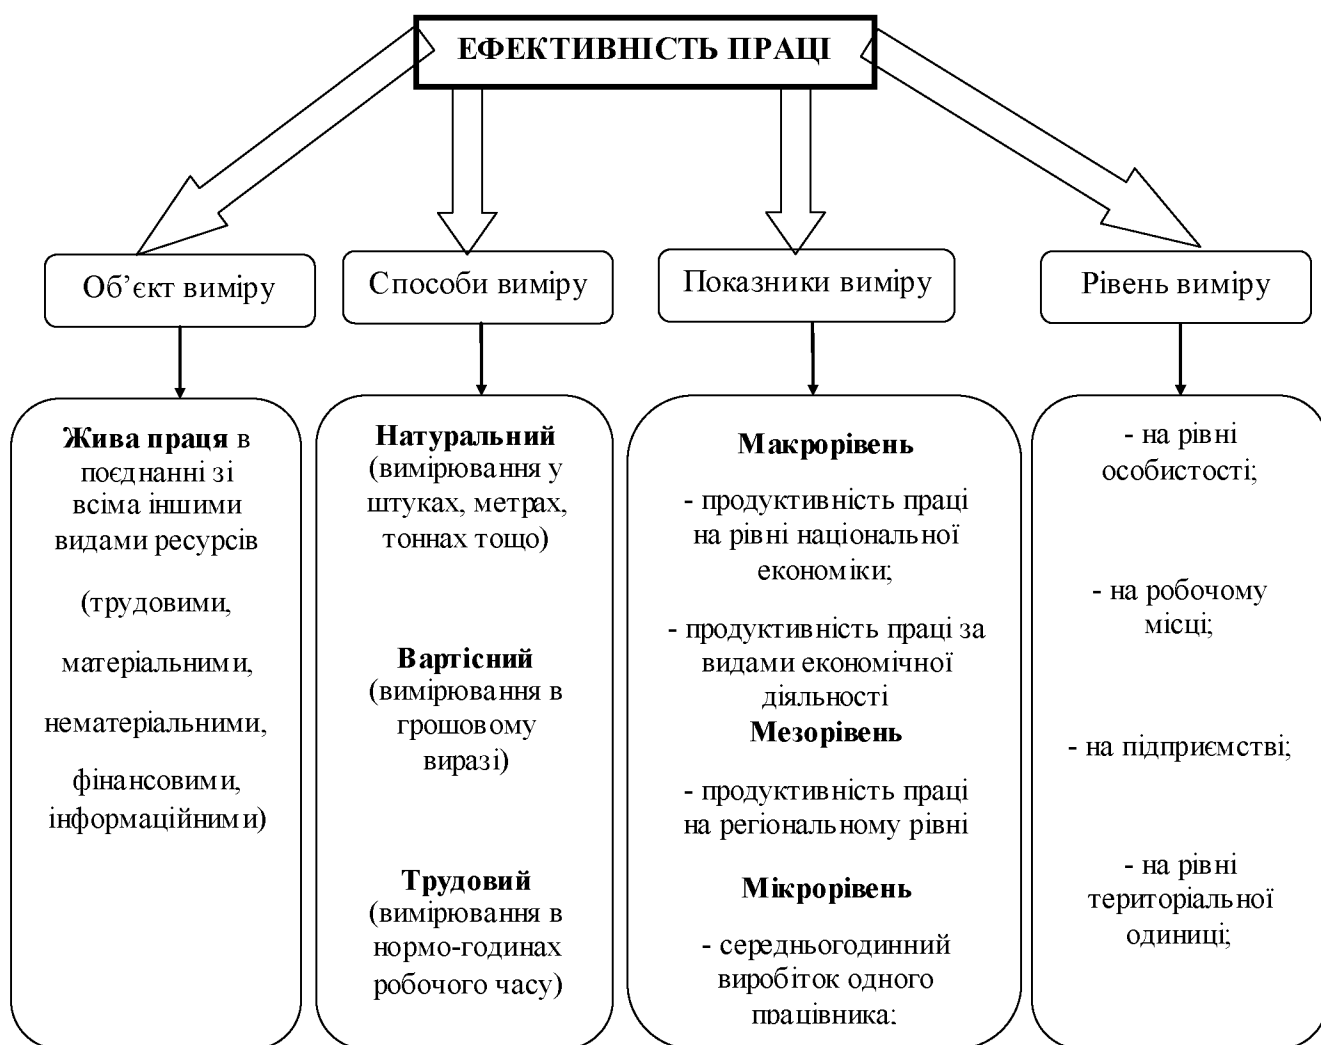 ЕФЕКТИВНІСТЬ ПРАЦІ
Об’єкт виміру
Способи виміру
Показники виміру
Рівень виміру
Жива праця в
поєднанні зі
всіма іншими
видами ресурсів
(трудовими,
матеріальними,
нематеріальними,
фінансовими,
інформаційними)
Натуральний
(вимірювання у
штуках, метрах,
тоннах тощо)
Вартісний
(вимірювання в
грошовому
виразі)
Трудовий
(вимірювання в
нормо-годинах
робочого часу)
Макрорівень
- продуктивність праці
на рівні національної
економіки;
- продуктивність праці за
видами економічної
діяльності
Мезорівень
- продуктивність праці
на регіональному рівні
Мікрорівень
- середньогодинний
виробіток одного
працівника;
- на рівні
особистості;
- на робочому
місці;
- на підприємстві;
- на рівні
територіальної
одиниці;